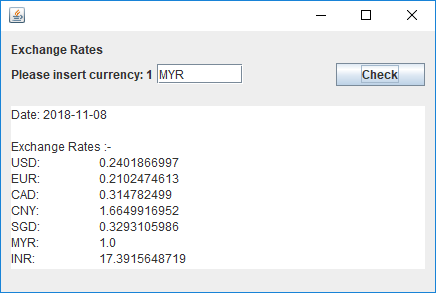 Exchange Rates
Please insert currency: 1 MYR Check
Date: 2018-11-08
Exchange Rates :-
USD: 0.2401866997
EUR: 0.2102474613
CAD: 0.314782499
CNY: 1.6649916952
SGD: 0.3293105986
MYR: 1.0
INR: 17.3915648719